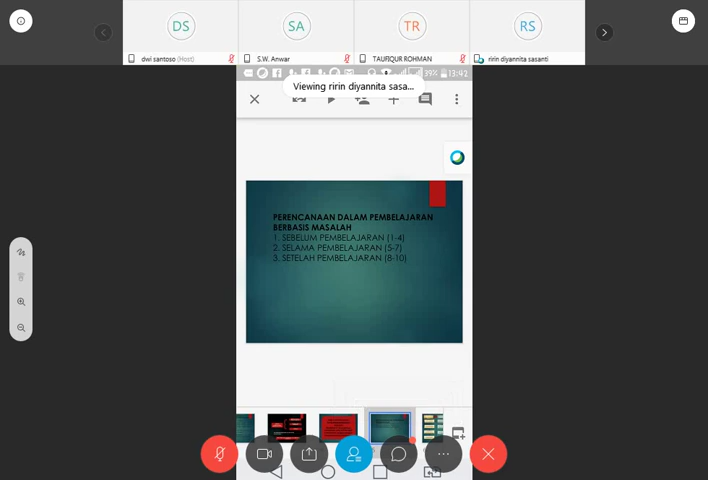 DS
SA
TR
RS
dwi santoso (Host)
S.W. Anwar
TAUFIQUR ROHMAN
ririn diyannita sasanti
39% 13:42
Viewing ririn diyannita sasa...
PERENCANAAN DALAM PEMBELAJARAN
BERBASIS MASALAH
1. SEBELUM PEMBELAJARAN (1-4)
2. SELAMA PEMBELAJARAN (5-7)
3. SETELAH PEMBELAJARAN (8-10)